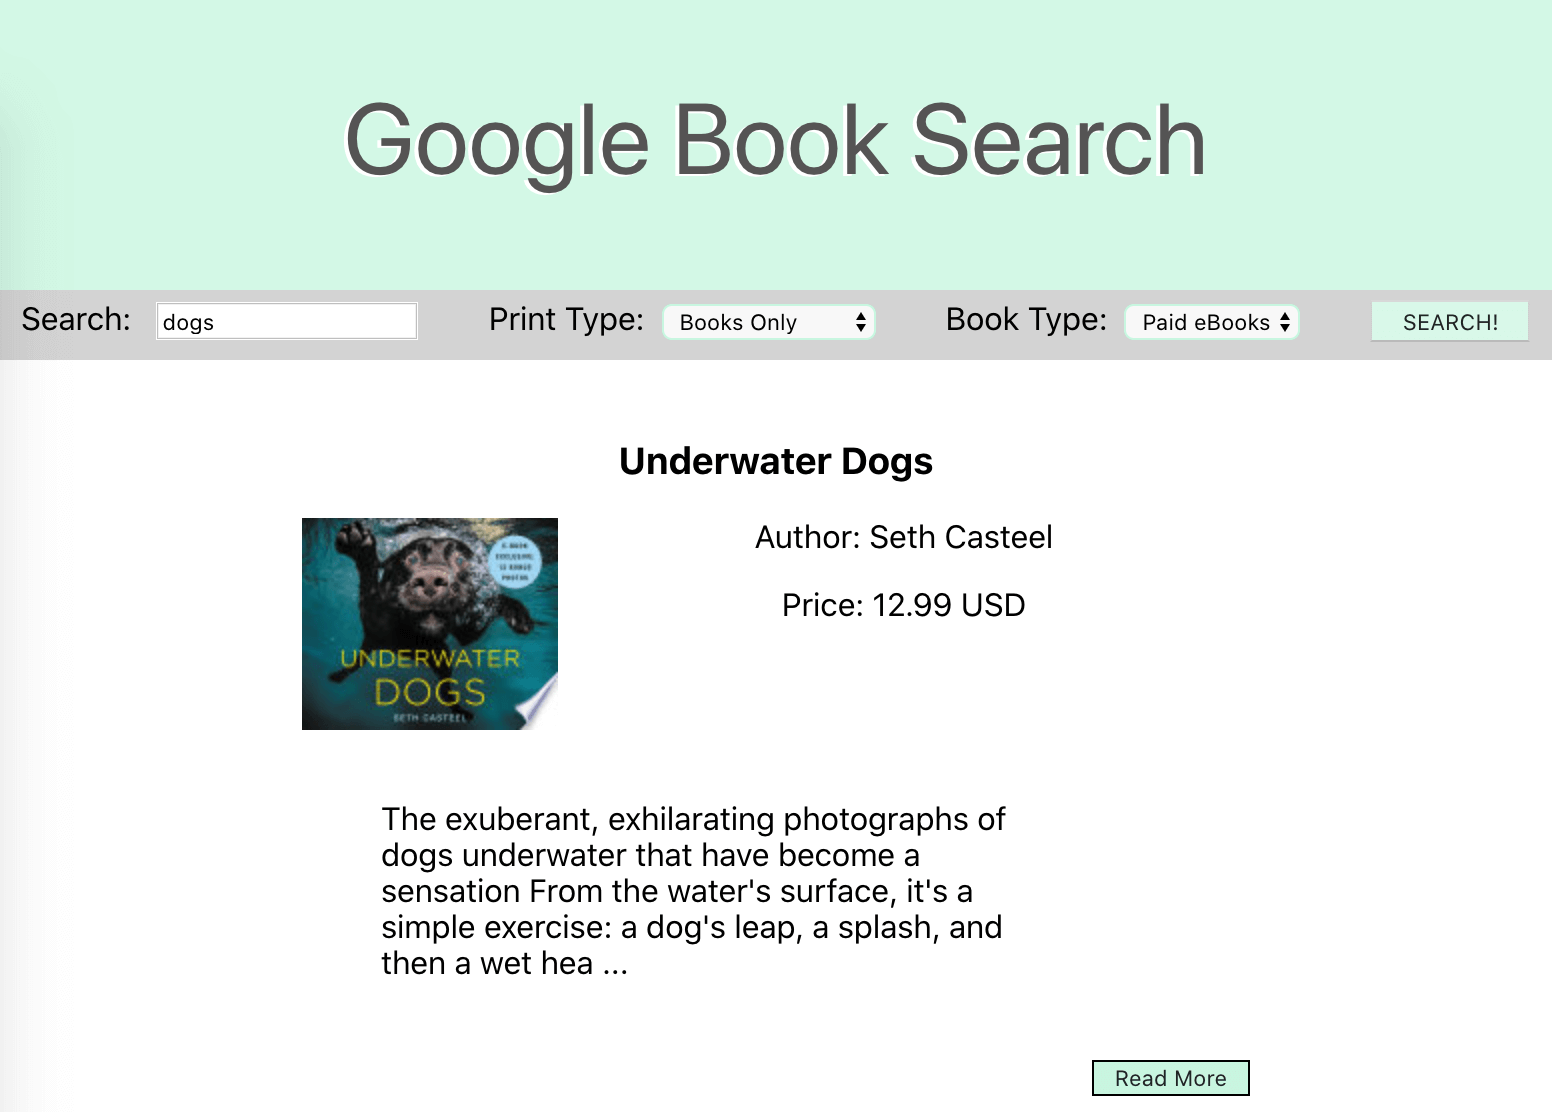 Google Book Search
Search: dogs Print Type: Books Only Book Type: Paid eBooks SEARCH!
Underwater Dogs
Author: Seth Casteel
Price: 12.99 USD
UNDERWATER
DOGS
SETH CASTEEL
The exuberant, exhilarating photographs of
dogs underwater that have become a
sensation From the water's surface, it's a
simple exercise: a dog's leap, a splash, and
then a wet hea ...
Read More